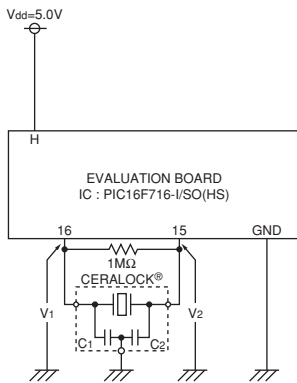 Vdd=5.0V
H
EVALUATION BOARD
IC : PIC16F716-I/SO(HS)
16 15 GND
1MΩ
CERALOCK®
V1 V2
C1 C2